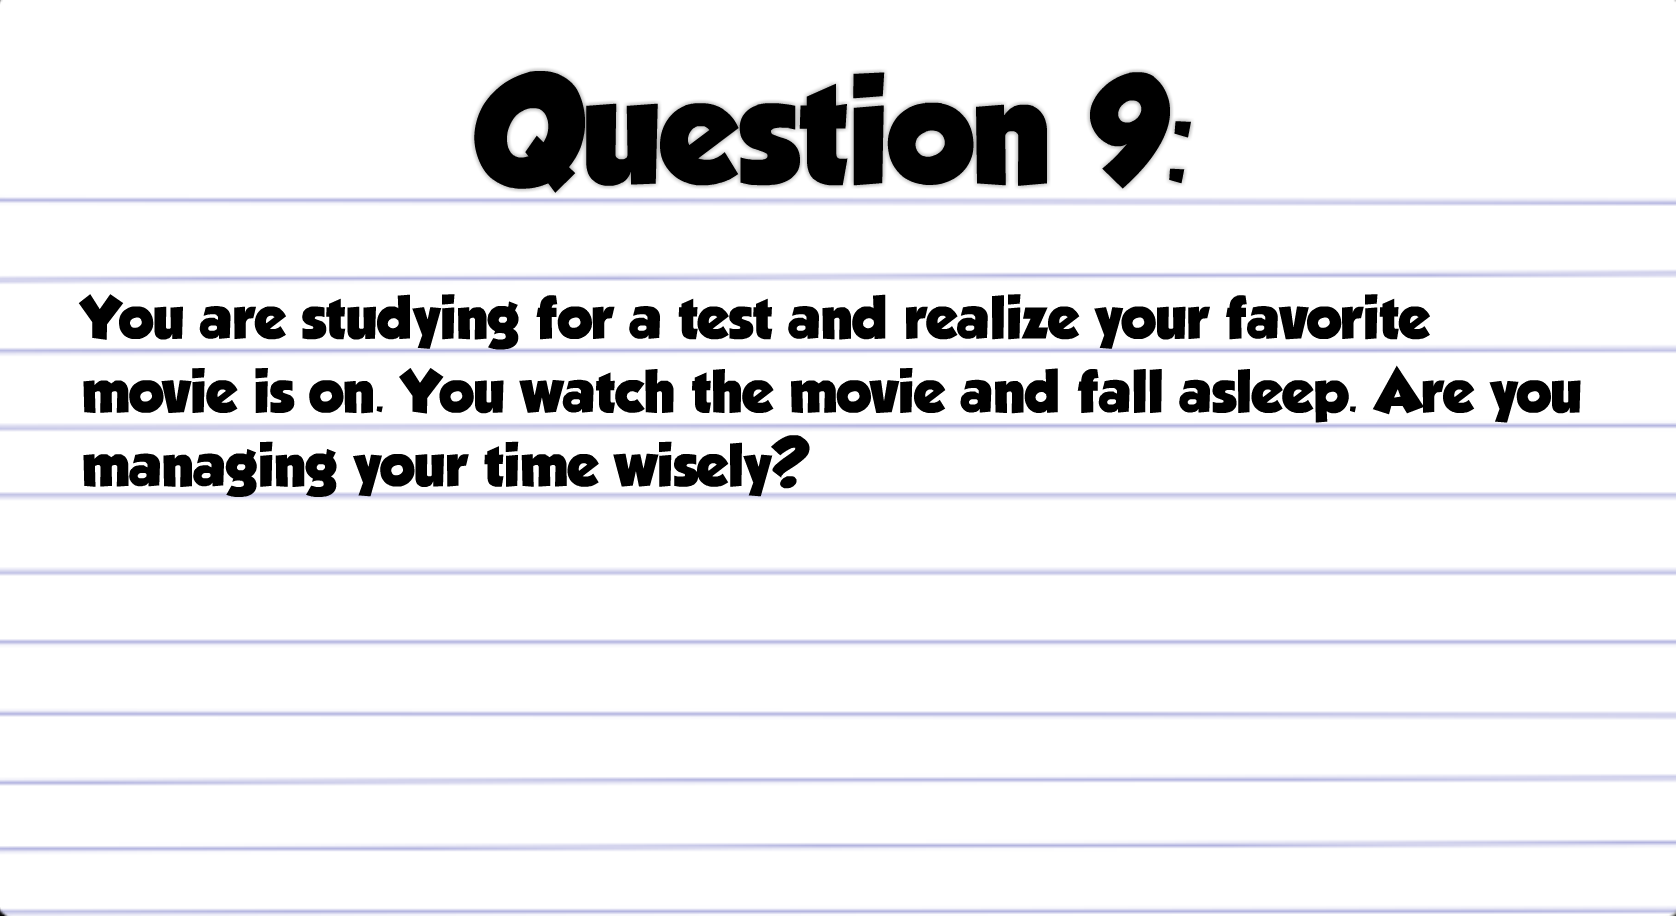 Question 9:
You are studying for a test and realize your favorite
movie is on. You watch the movie and fall asleep. Are you
managing your time wisely?